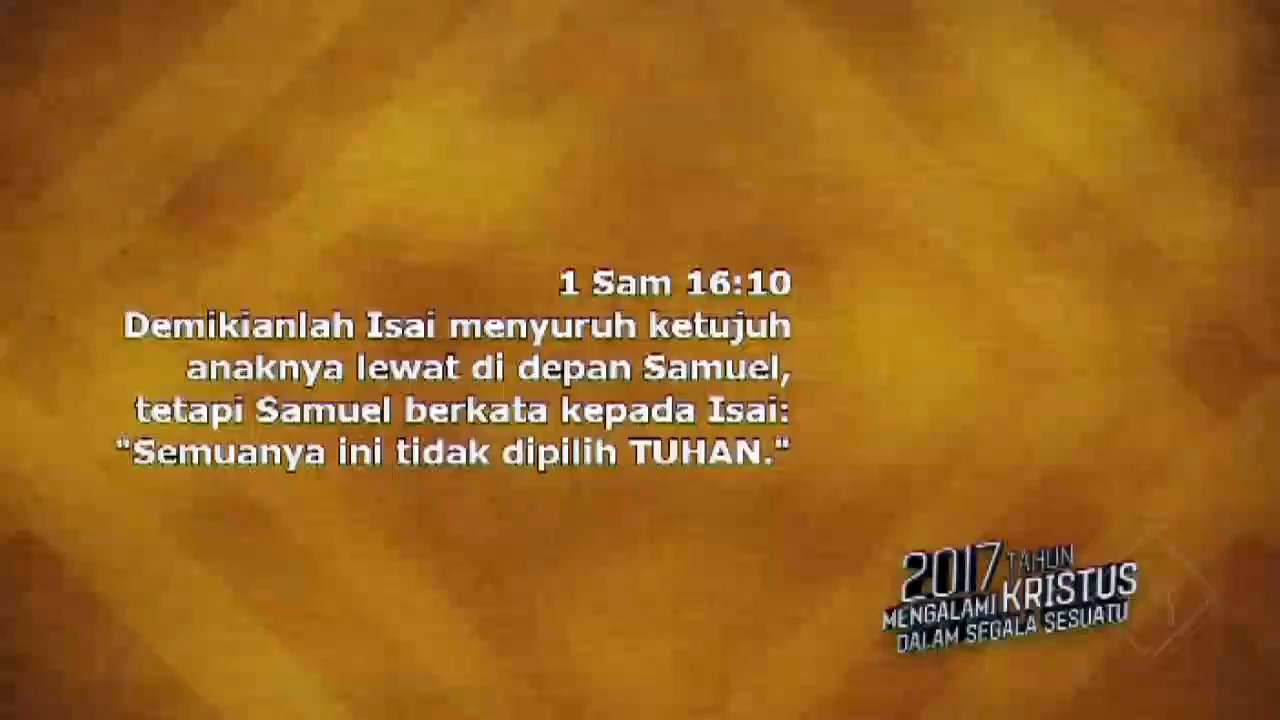 1 Sam 16:10
Demikianlah Isai menyuruh ketujuh
anaknya lewat di depan Samuel,
tetapi Samuel berkata kepada Isai:
"Semuanya ini tidak dipilih TUHAN."
2017 TAHUN
MENGALAMI KRISTUS
DALAM SEGALA SESUATU